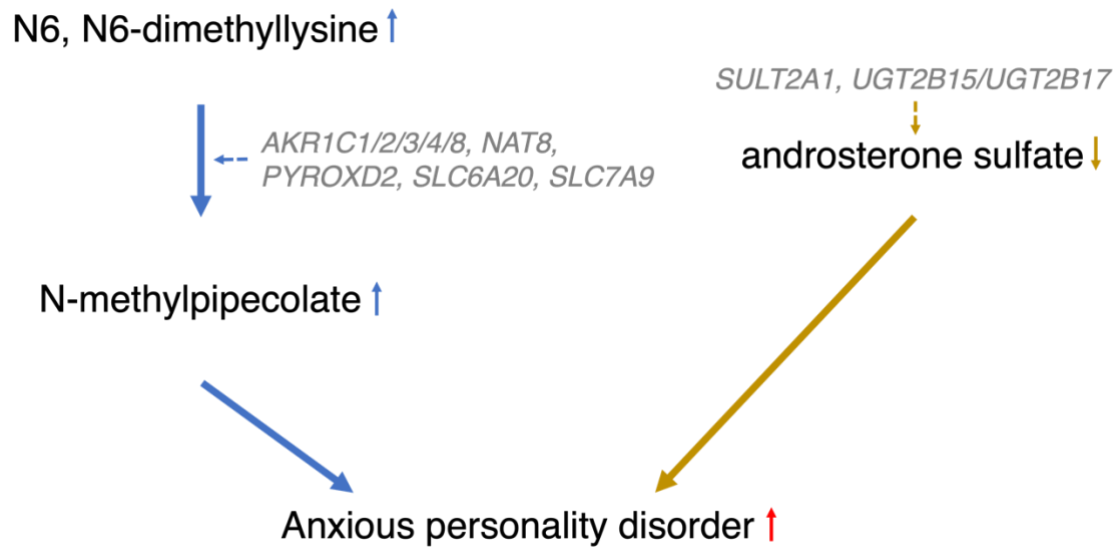 N6, N6-dimethyllysine
SULT2A1, UGT2B15/UGT2B17
AKR1C1/2/3/4/8, NAT8,
PYROXD2, SLC6A20, SLC7A9
androsterone sulfate
N-methylpipecolate
Anxious personality disorder